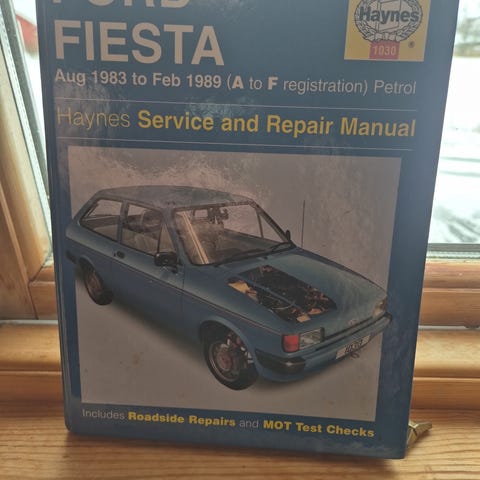 FORD
FIESTA
Haynes
1030
®
Aug 1983 to Feb 1989 (A to F registration) Petrol
Haynes Service and Repair Manual
Includes Roadside Repairs and MOT Test Checks